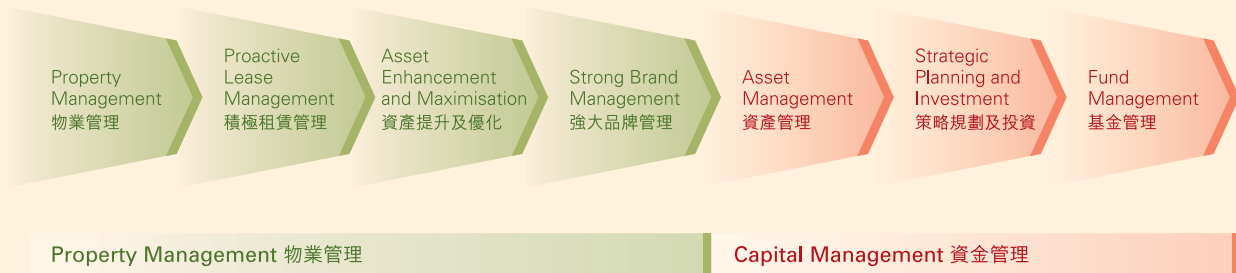 Property
Management
物業管理
Proactive
Lease
Management
積極租賃管理
Asset
Enhancement
and Maximisation
資產提升及優化
Strong Brand
Management
強大品牌管理
Asset
Management
資產管理
Strategic
Planning and
Investment
策略規劃及投資
Fund
Management
基金管理
Property Management 物業管理
Capital Management 資金管理